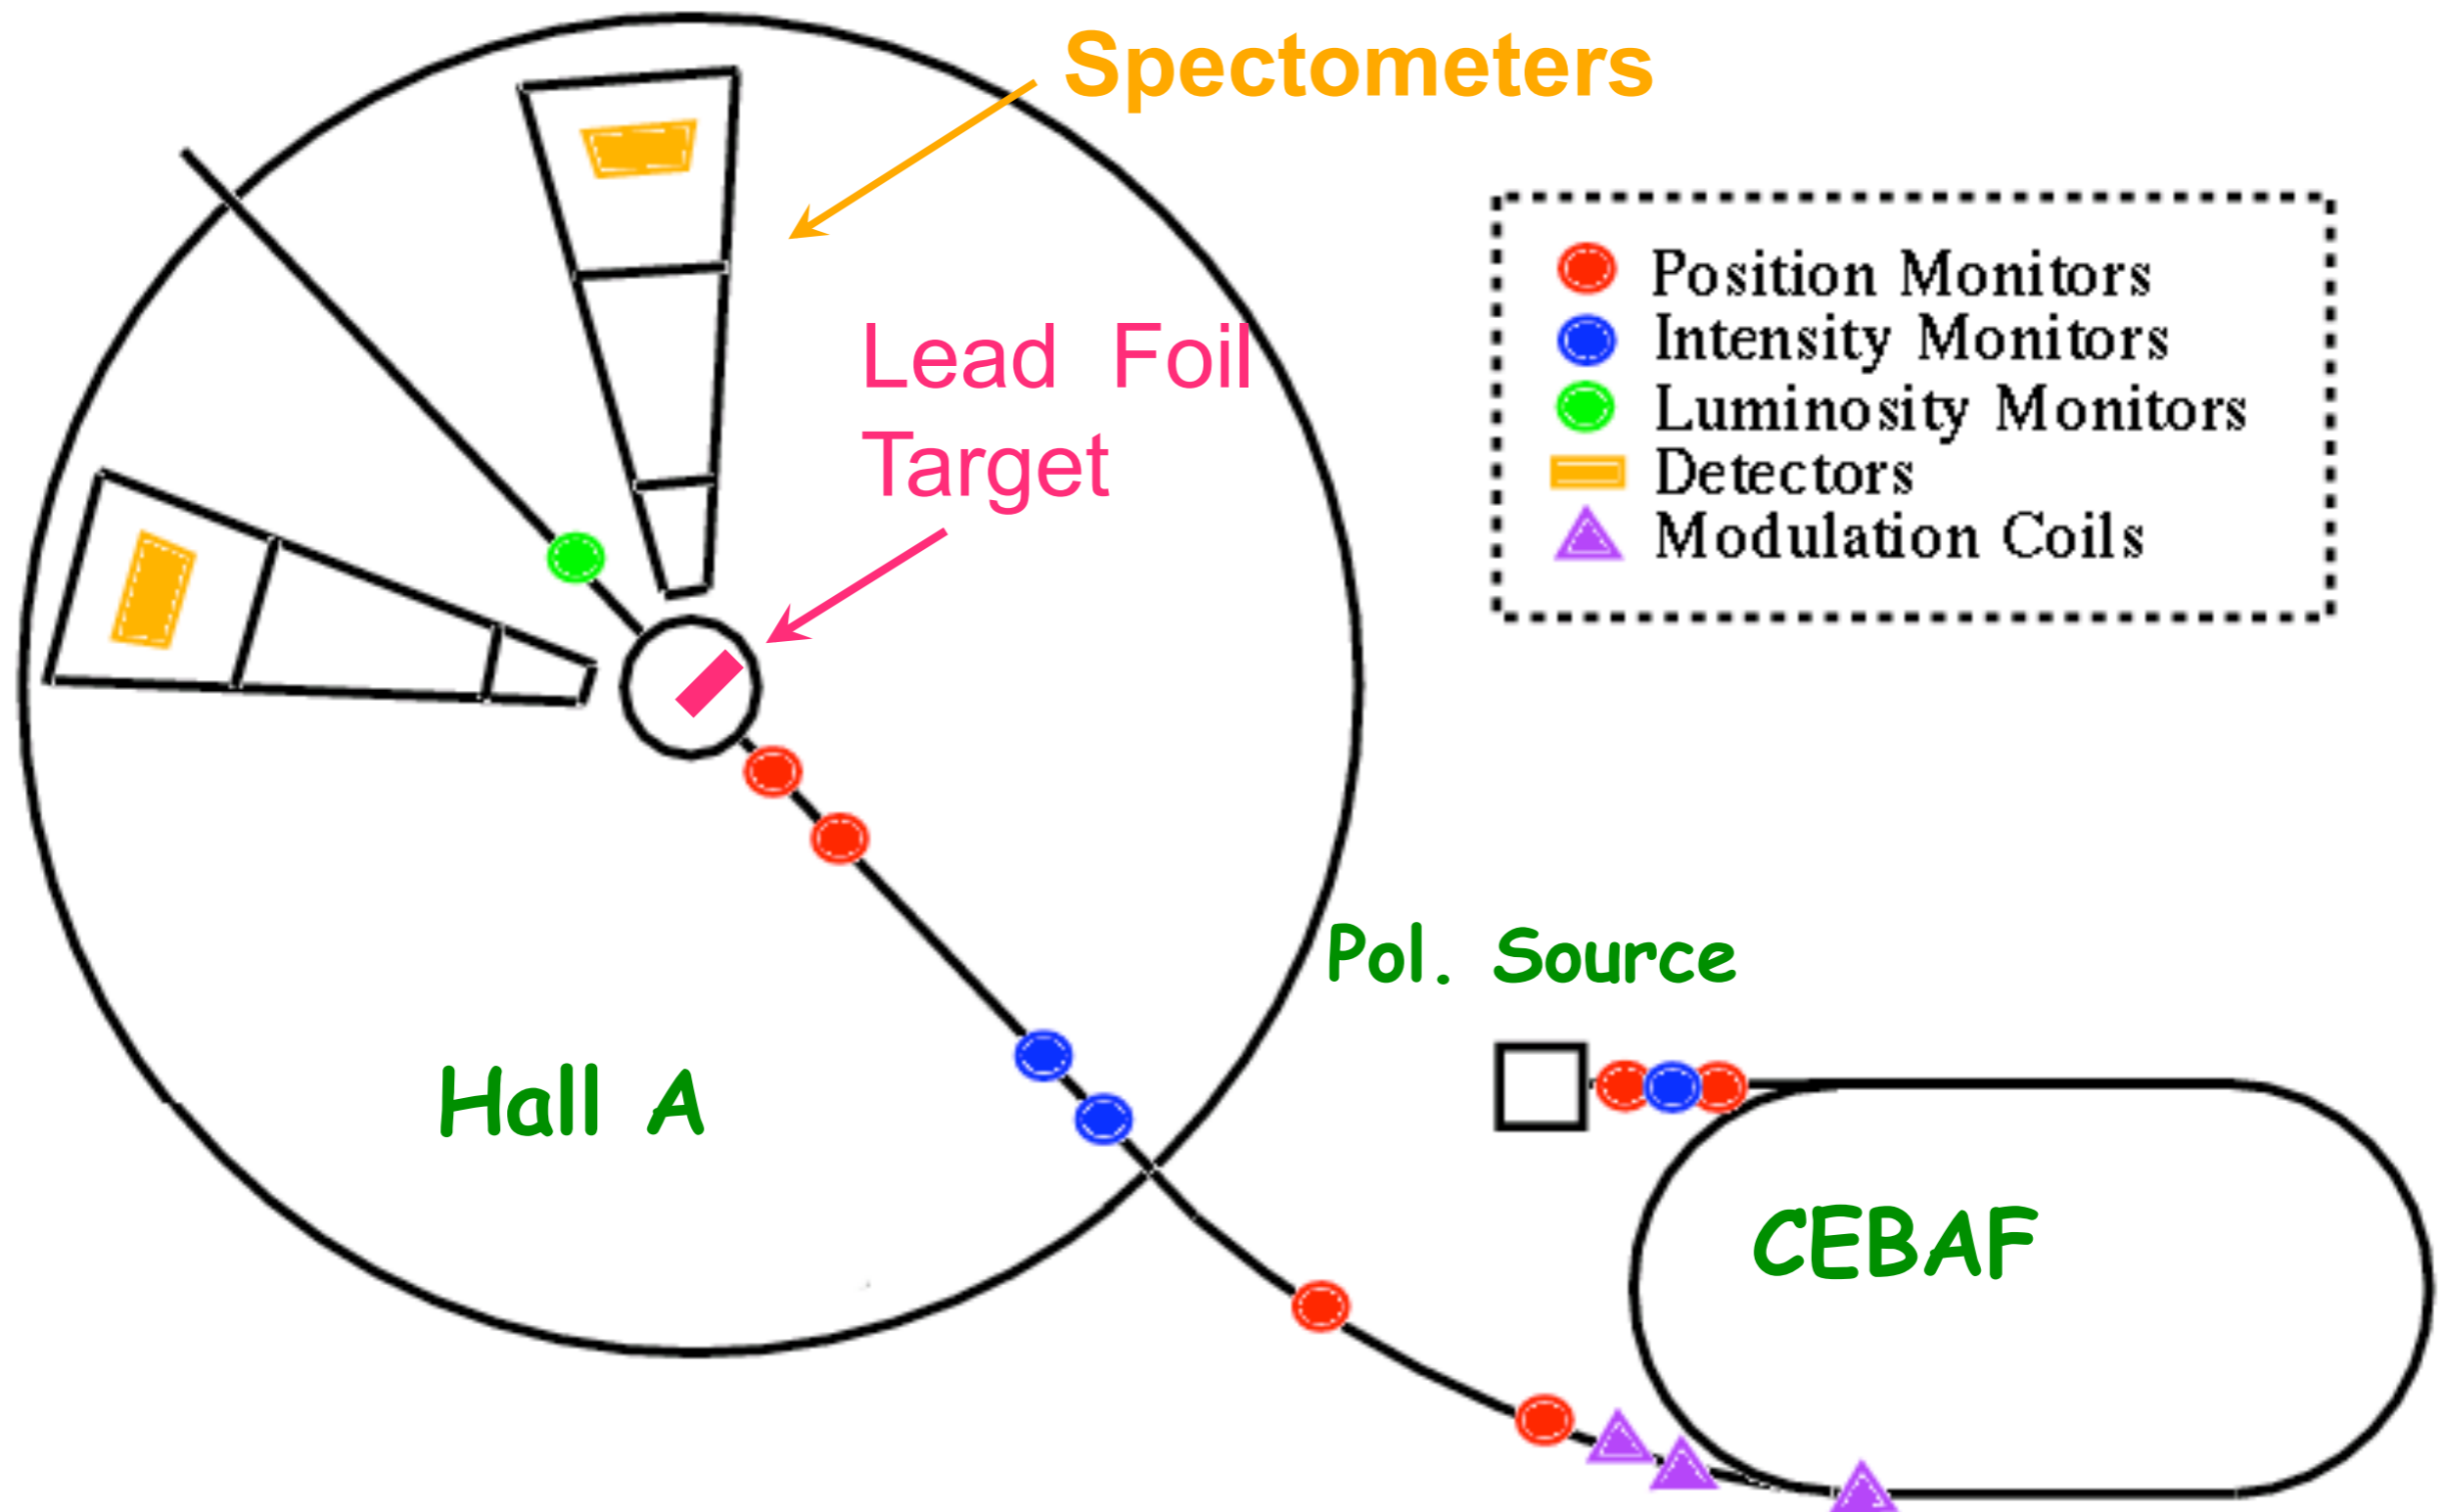 Spectometers
Lead Foil
Target
Position Monitors
Intensity Monitors
Luminosity Monitors
Detectors
Modulation Coils
Pol. Source
Hall A
CEBAF